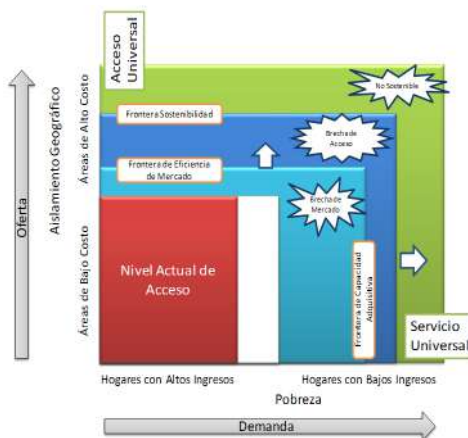 Acceso
Universal
No Sostenible
Frontera Sostenibilidad
Brecha de
Acceso
Frontera de Eficiencia
de Mercado
Brecha de
Mercado
Nivel Actual de
Acceso
Frontera de Capacidad
Adquisitiva
Servicio
Universal
Oferta
Aislamiento Geográfico
Áreas de Alto Costo
Áreas de Bajo Costo
Hogares con Altos Ingresos
Hogares con Bajos Ingresos
Pobreza
Demanda